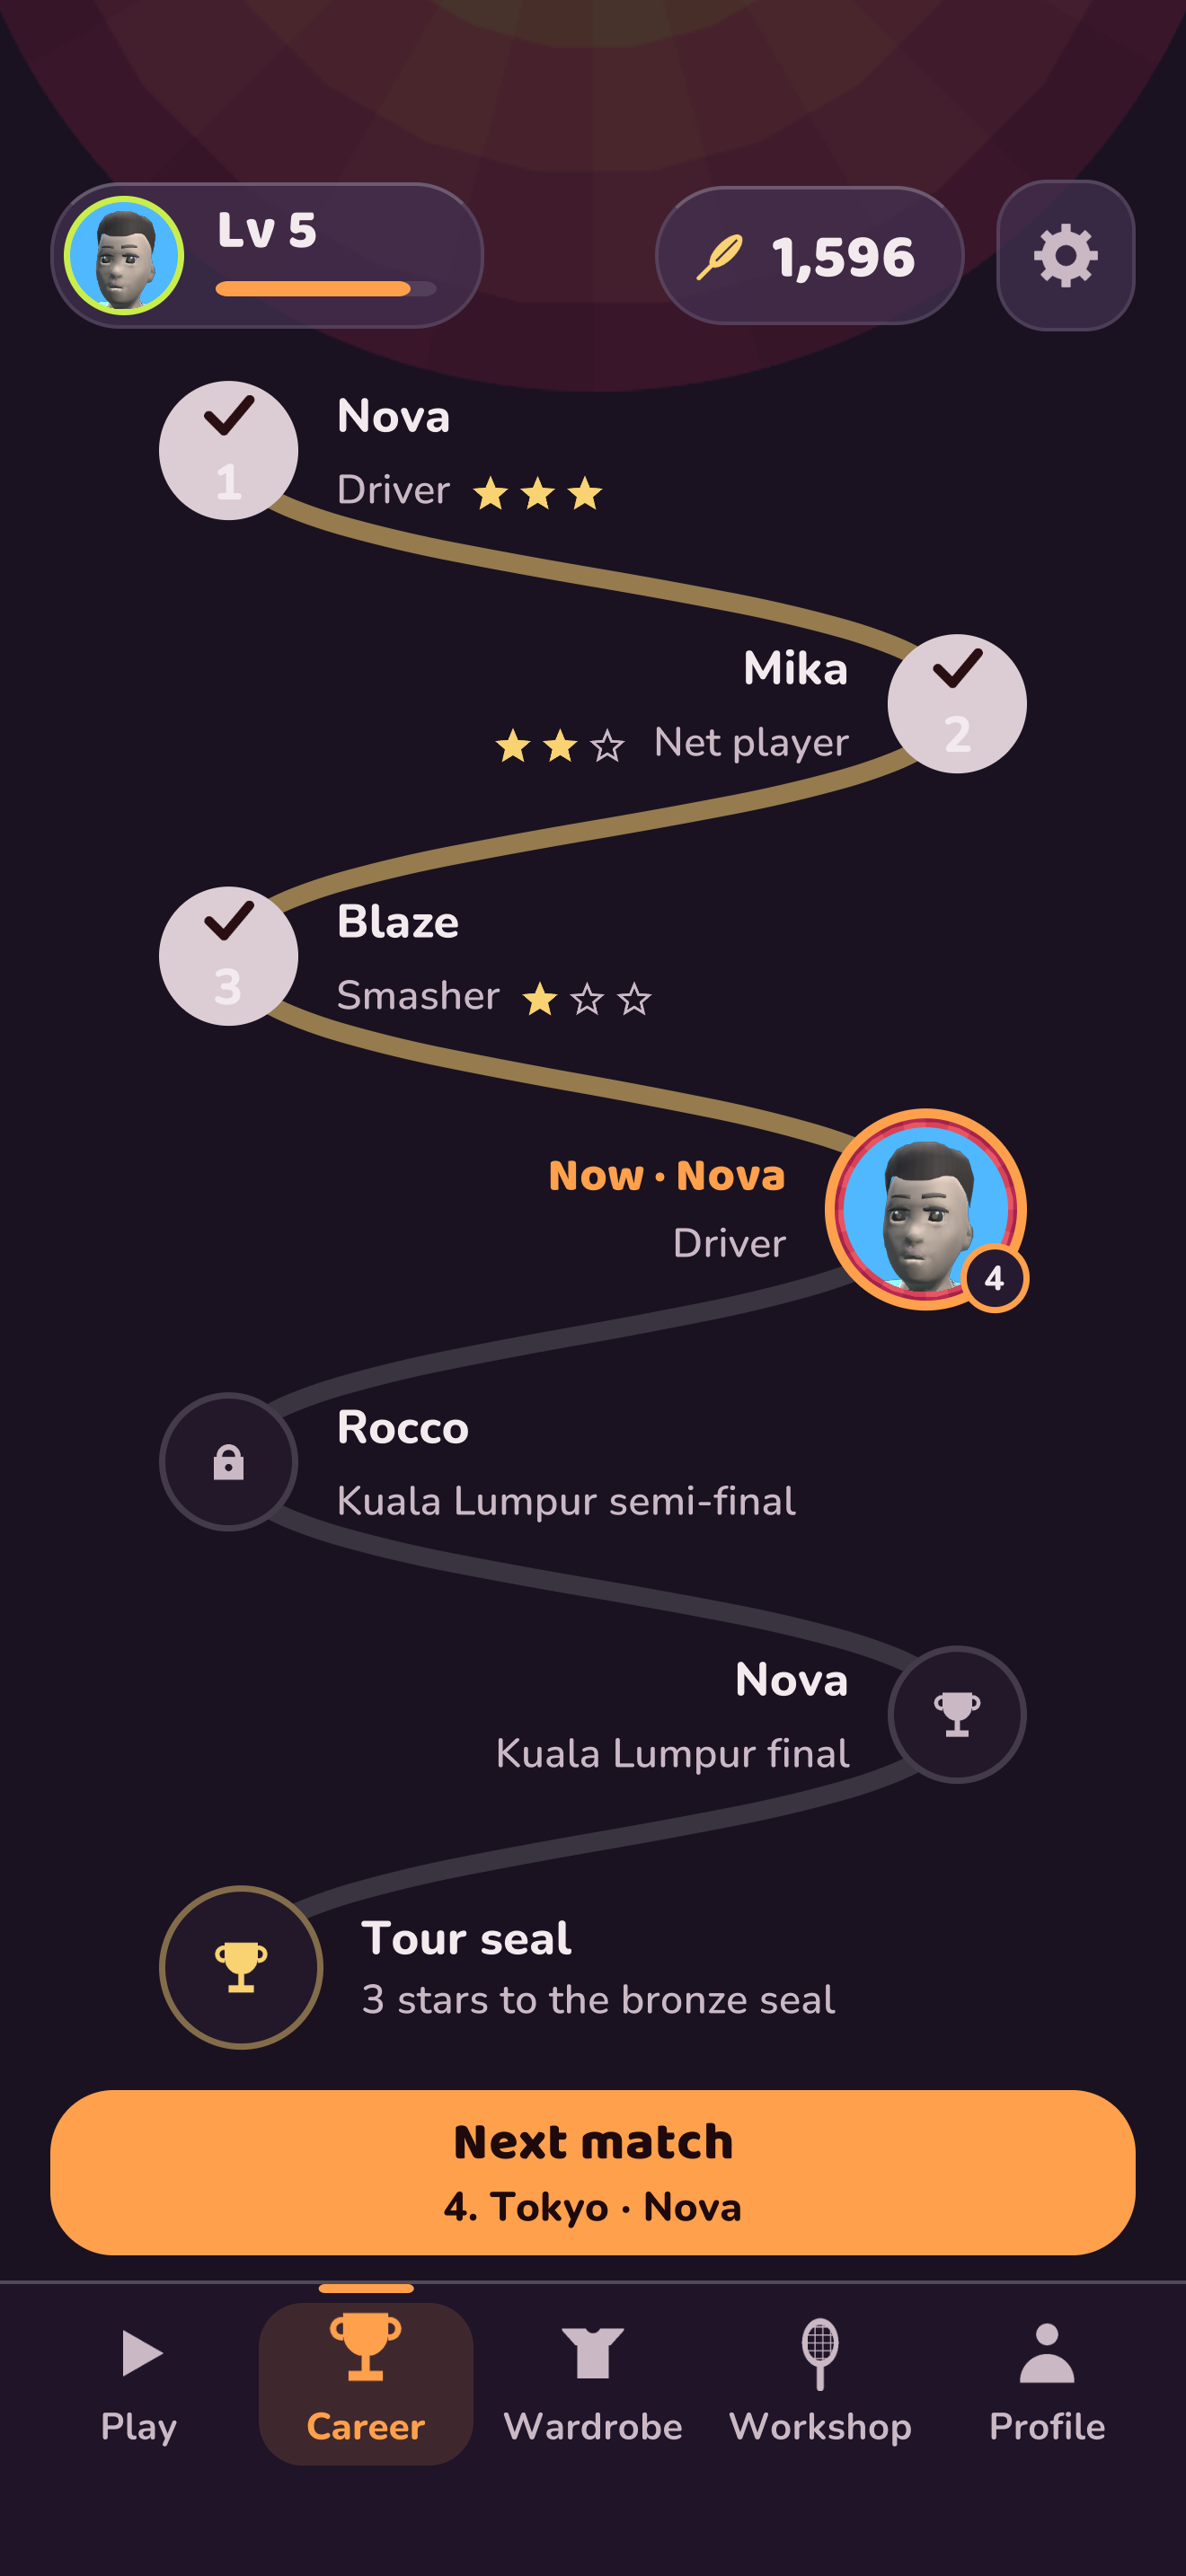 Lv 5
1,596
1
Nova
Driver
Mika
2
Net player
3
Blaze
Smasher
Now · Nova
Driver
4
Rocco
Kuala Lumpur semi-final
Nova
Kuala Lumpur final
Tour seal
3 stars to the bronze seal
Next match
4. Tokyo · Nova
Play
Career
Wardrobe
Workshop
Profile